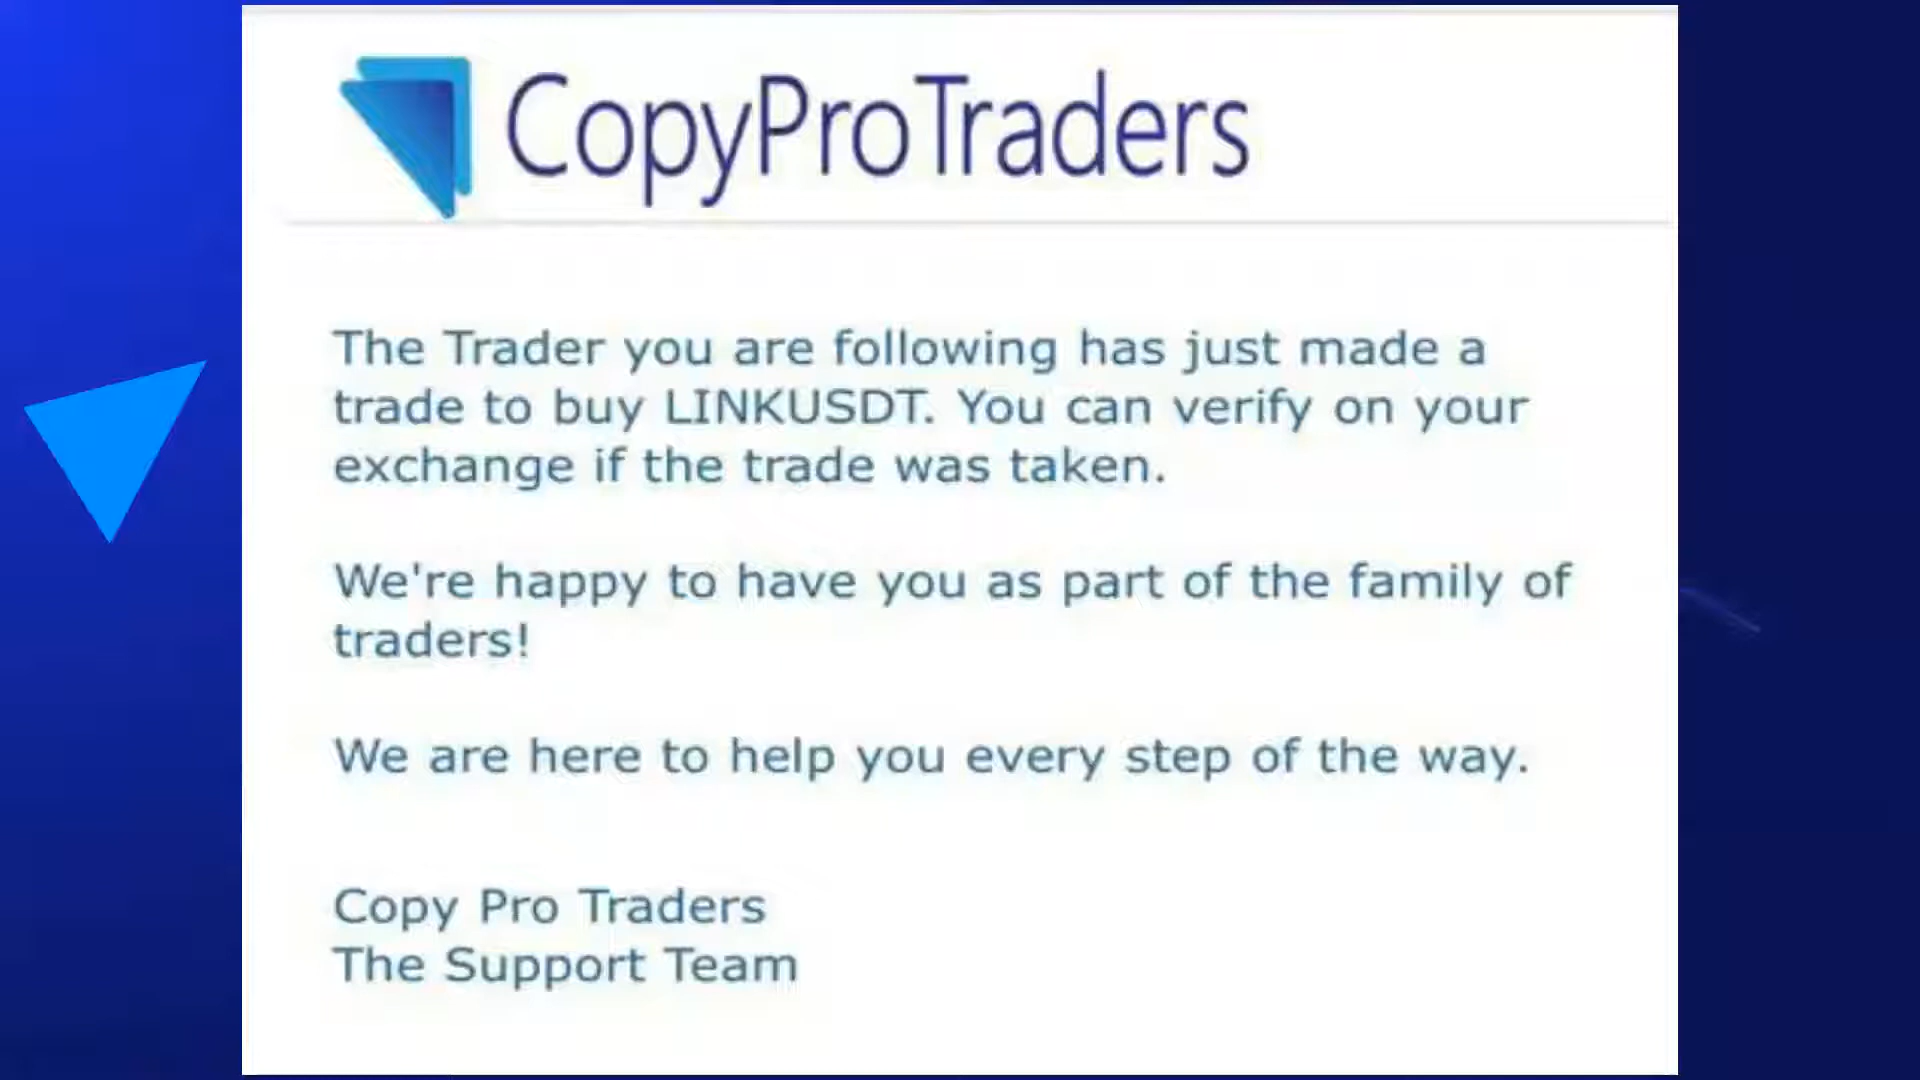 CopyProTraders
The Trader you are following has just made a
trade to buy LINKUSDT. You can verify on your
exchange if the trade was taken.
We're happy to have you as part of the family of
traders!
We are here to help you every step of the way.
Copy Pro Traders
The Support Team